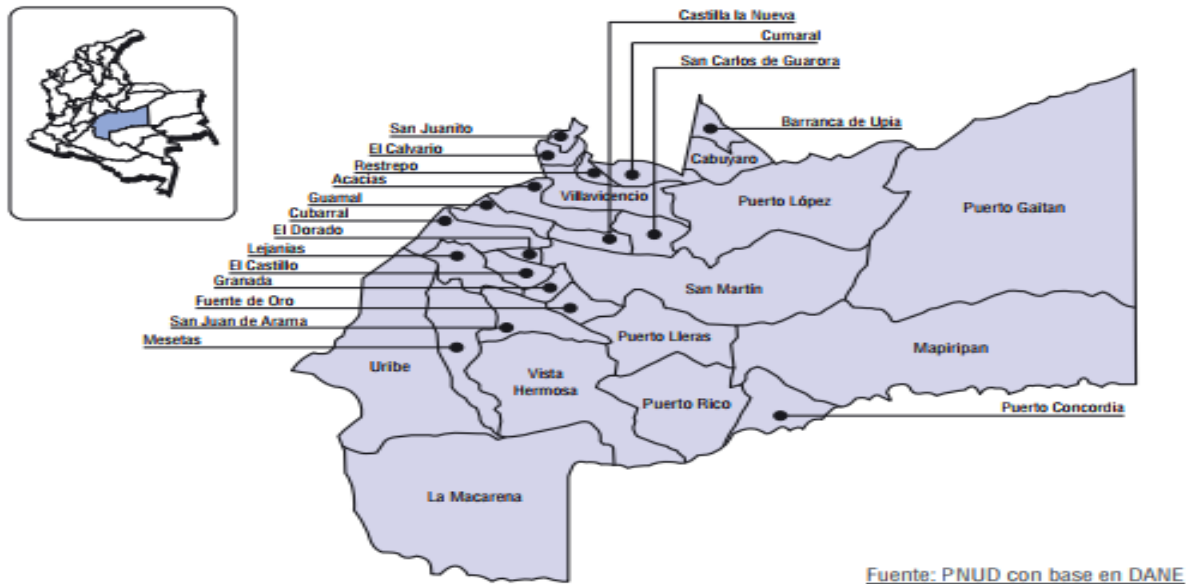 Castilla la Nueva
Cumaral
San Carlos de Guarora
San Juanito
Barranca de Upia
El Calvario
Cabuyaro
Restrepo
Acacias
Villavicencio
Guamal
Puerto López
Puerto Gaitan
Cubarral
El Dorado
Lejanias
El Castillo
Granada
San Martín
Fuente de Oro
San Juan de Arama
Puerto Lleras
Mesetas
Mapiripan
Uribe
Vista
Hermosa
Puerto Rico
Puerto Concordia
La Macarena
Fuente: PNUD con base en DANE